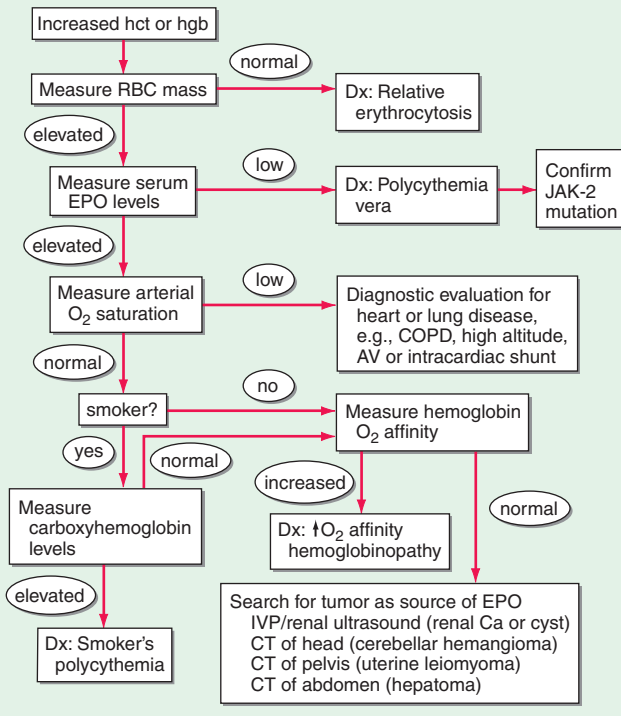 Increased hct or hgb
normal
Measure RBC mass
Dx: Relative
erythrocytosis
elevated
low
Measure serum
EPO levels
Dx: Polycythemia
vera
Confirm
JAK-2
mutation
elevated
low
Measure arterial
O2 saturation
Diagnostic evaluation for
heart or lung disease,
e.g., COPD, high altitude,
AV or intracardiac shunt
normal
no
smoker?
Measure hemoglobin
O2 affinity
yes
normal
increased
normal
Measure
carboxyhemoglobin
levels
Dx: ↑O2 affinity
hemoglobinopathy
elevated
Search for tumor as source of EPO
IVP/renal ultrasound (renal Ca or cyst)
CT of head (cerebellar hemangioma)
CT of pelvis (uterine leiomyoma)
CT of abdomen (hepatoma)
Dx: Smoker's
polycythemia